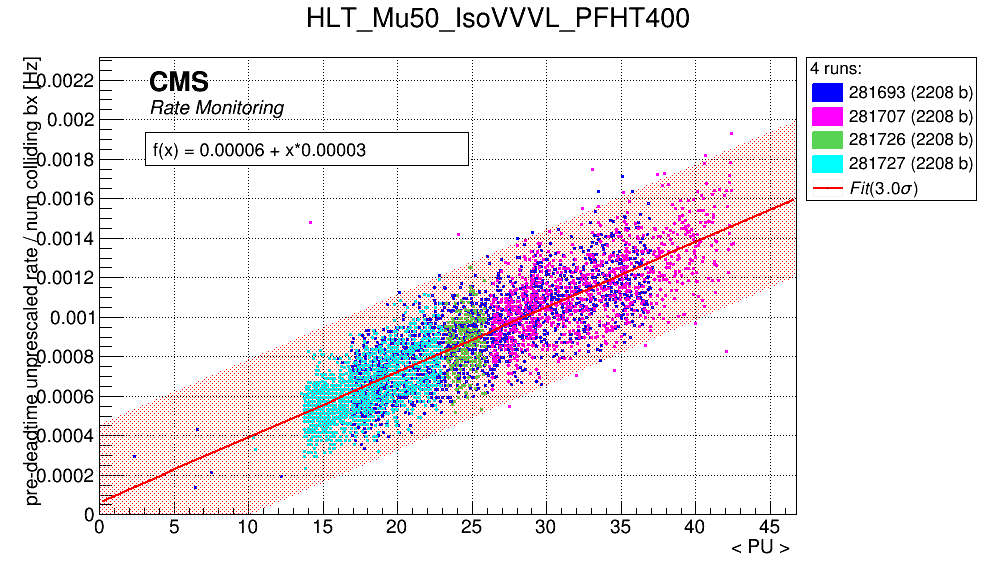 HLT_Mu50_IsoVVVL_PFHT400
pre-deadtime unprescaled rate / num colliding bx [Hz]
CMS
Rate Monitoring
f(x) = 0.00006 + x*0.00003
0.0022
0.002
0.0018
0.0016
0.0014
0.0012
0.001
0.0008
0.0006
0.0004
0.0002
0
0 5 10 15 20 25 30 35 40 45
< PU >
4 runs:
281693 (2208 b)
281707 (2208 b)
281726 (2208 b)
281727 (2208 b)
Fit(3.0σ)